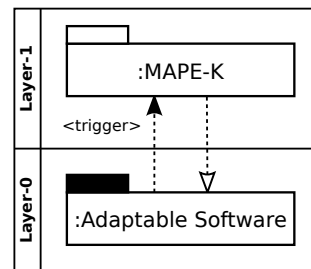 Layer-1
:MAPE-K
<trigger>
Layer-0
:Adaptable Software